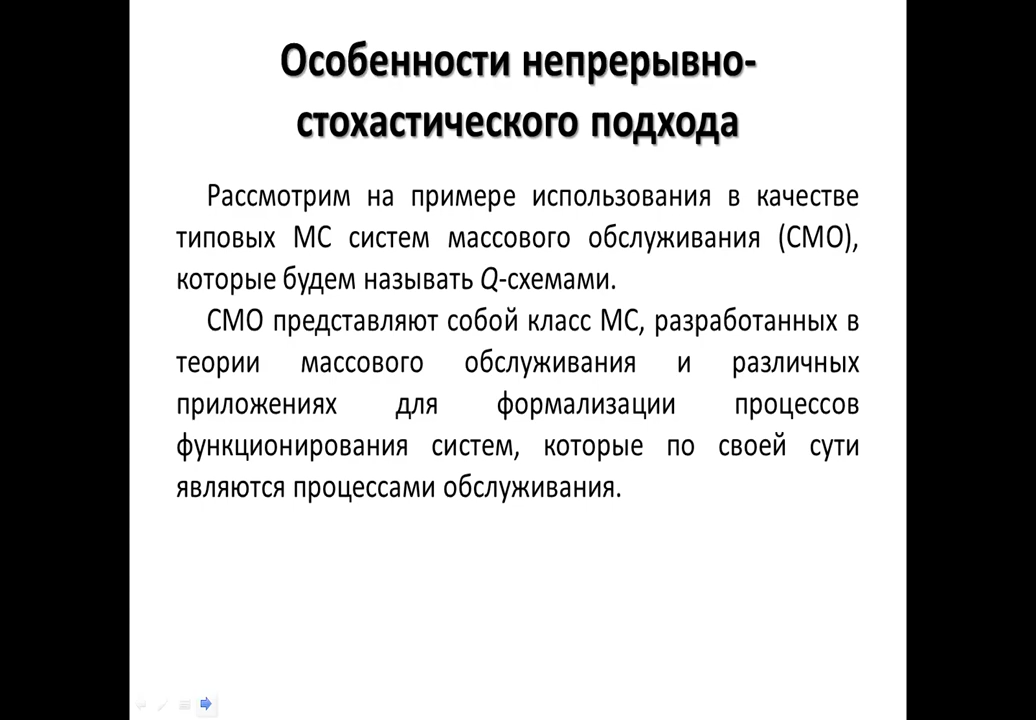 Особенности непрерывно-
стохастического подхода
Рассмотрим на примере использования в качестве
типовых МС систем массового обслуживания (СМО),
которые будем называть Q-схемами.
СМО представляют собой класс МС, разработанных в
теории массового обслуживания и различных
приложениях для формализации процессов
функционирования систем, которые по своей сути
являются процессами обслуживания.